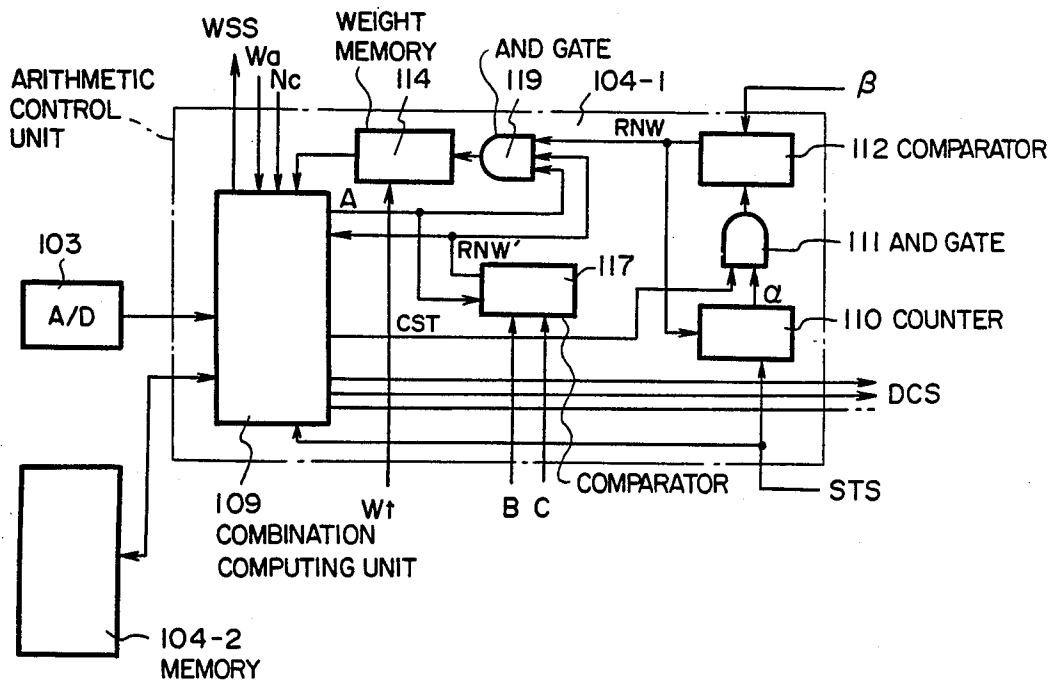 WSS
Wa
Nc
WEIGHT
MEMORY
114
AND GATE
119
104-1
ARITHMETIC
CONTROL
UNIT
RNW
β
112 COMPARATOR
A
RNW'
117
111 AND GATE
103
A/D
CST
α
110 COUNTER
DCS
109
COMBINATION
COMPUTING UNIT
Wt
B
C
COMPARATOR
STS
104-2
MEMORY